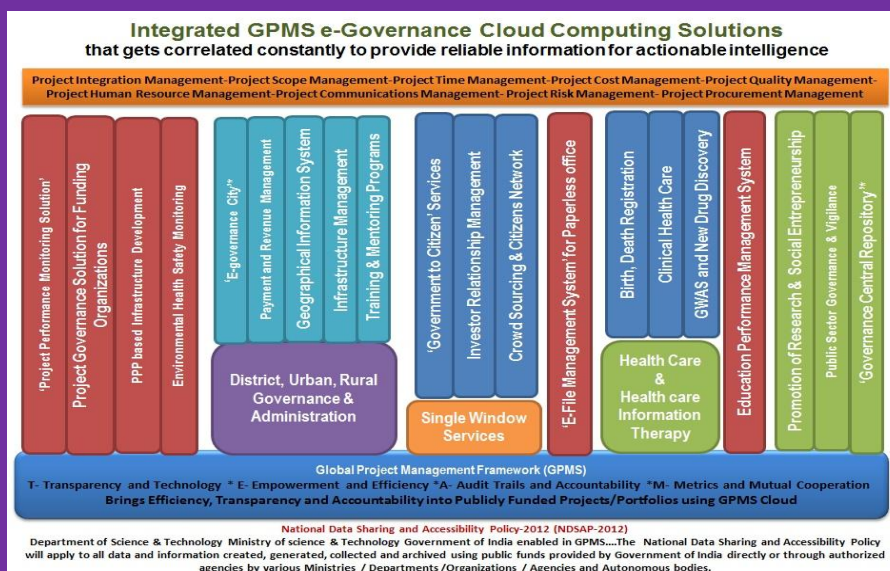 Integrated GPMS e-Governance Cloud Computing Solutions
that gets correlated constantly to provide reliable information for actionable intelligence
Project Integration Management-Project Scope Management-Project Time Management-Project Cost Management-Project Quality Management-
Project Human Resource Management-Project Communications Management- Project Risk Management- Project Procurement Management
'Project Performance Monitoring Solution'
Project Governance Solution for Funding
Organizations
PPP based Infrastructure Development
Environmental Health Safety Monitoring
'E-governance City'*
Payment and Revenue Management
Geographical Information System
Infrastructure Management
Training & Mentoring Programs
District, Urban, Rural
Governance &
Administration
'Government to Citizen' Services
Investor Relationship Management
Crowd Sourcing & Citizens Network
Single Window
Services
'E-File Management System' for Paperless office
Birth, Death Registration
Clinical Health Care
GWAS and New Drug Discovery
Health Care
&
Health care
Information
Therapy
Education Performance Management System
Promotion of Research & Social Entrepreneurship
Public Sector Governance & Vigilance
'Governance Central Repository'*
Global Project Management Framework (GPMS)
T- Transparency and Technology * E- Empowerment and Efficiency *A- Audit Trails and Accountability *M- Metrics and Mutual Cooperation
Brings Efficiency, Transparency and Accountability into Publicly Funded Projects/Portfolios using GPMS Cloud
National Data Sharing and Accessibility Policy-2012 (NDSAP-2012)
Department of Science & Technology Ministry of science & Technology Government of India enabled in GPMS....The National Data Sharing and Accessibility Policy
will apply to all data and information created, generated, collected and archived using public funds provided by Government of India directly or through authorized
agencies by various Ministries / Departments /Organizations / Agencies and Autonomous bodies.